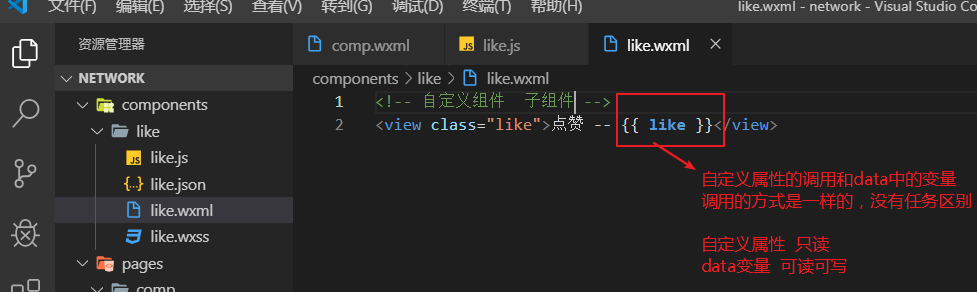 文件(F) 编辑(E) 选择(S) 查看(V) 转到(G) 调试(D) 终端(T) 帮助(H) like.wxml - network - Visual Studio Co
资源管理器
comp.wxml like.js like.wxml
NETWORK
components
like
like.js
like.json
like.wxml
like.wxss
pages
comp
components > like > like.wxml
1 <!-- 自定义组件 子组件 -->
2 <view class="like">点赞 -- {{ like }}</view>
自定义属性的调用和data中的变量
调用的方式是一样的，没有任务区别
自定义属性 只读
data变量 可读可写